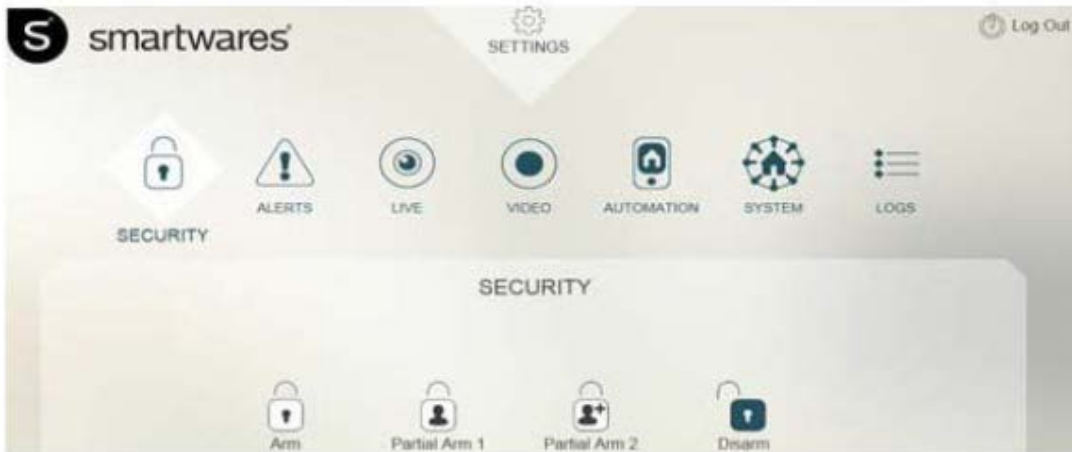 smartwares
SETTINGS
Log Out
SECURITY
ALERTS
LIVE
VIDEO
AUTOMATION
SYSTEM
LOGS
SECURITY
Arm
Partial Arm 1
Partial Arm 2
Disarm